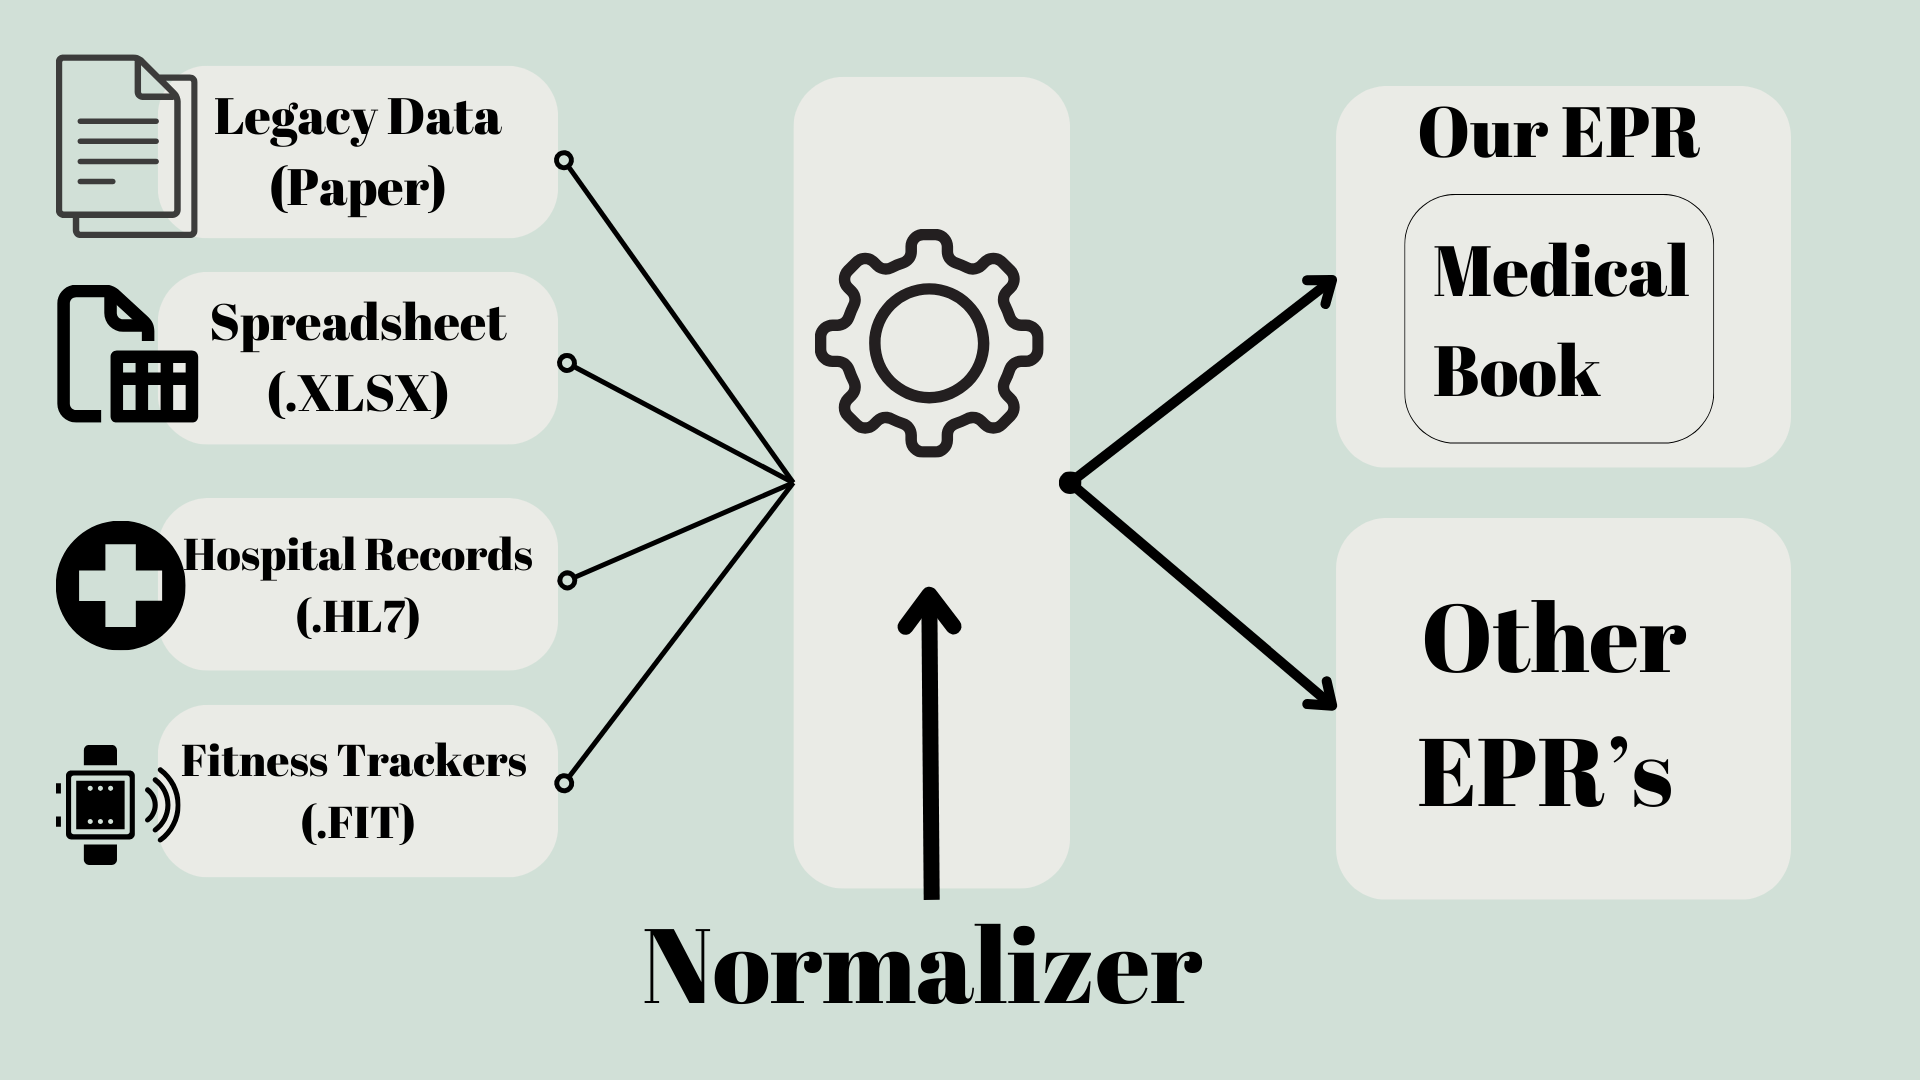 Legacy Data
(Paper)
Spreadsheet
(.XLSX)
Hospital Records
(.HL7)
Fitness Trackers
(.FIT)
Normalizer
Our EPR
Medical
Book
Other
EPR’s